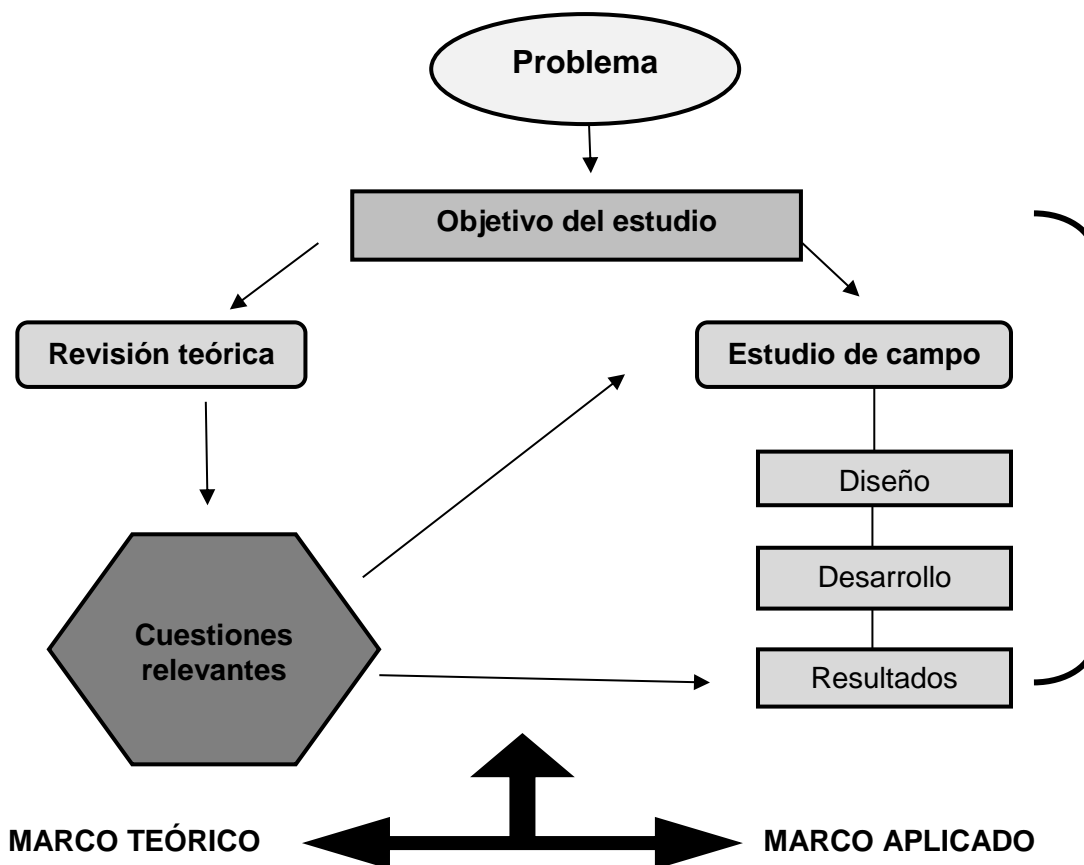 Problema
Objetivo del estudio
Revisión teórica
Estudio de campo
Diseño
Desarrollo
Cuestiones
relevantes
Resultados
MARCO TEÓRICO
MARCO APLICADO